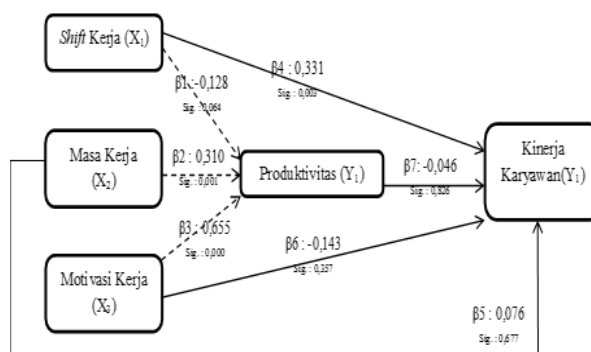 Shift Kerja (X₁)
β4 : 0,331
Sig. : 0,003
β1 : -0,128
Sig. : 0,064
Masa Kerja
(X₂)
β2 : 0,310
Sig. : 0,001
Produktivitas (Y₁)
β7: -0,046
Sig. : 0,826
Kinerja
Karyawan(Y₁)
β3 : 0,655
Sig. : 0,000
Motivasi Kerja
(X₃)
β6 : -0,143
Sig. : 0,357
β5 : 0,076
Sig. : 0,677